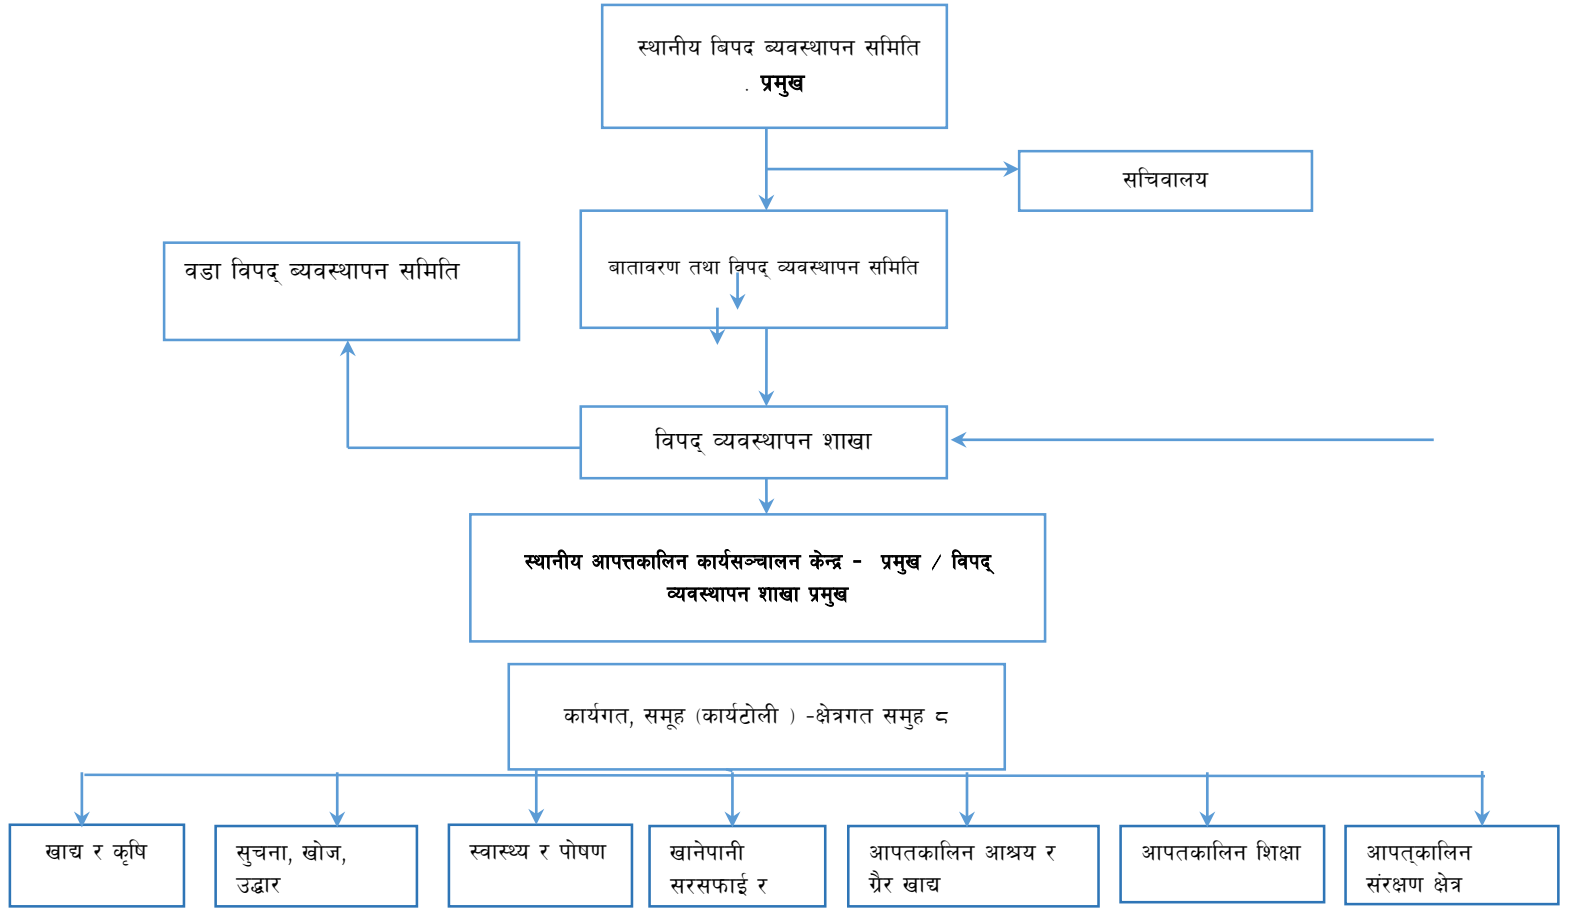 स्थानीय बिपद ब्यवस्थापन समिति
. प्रमुख
सचिवालय
वडा विपद् ब्यवस्थापन समिति
बातावरण तथा विपद् व्यवस्थापन समिति
विपद् व्यवस्थापन शाखा
स्थानीय आपत्तकालिन कार्यसञ्चालन केन्द्र - प्रमुख / विपद्
व्यवस्थापन शाखा प्रमुख
कार्यगत, समूह (कार्यटोली ) -क्षेत्रगत समुह ८
खाद्य र कृषि
सुचना, खोज,
उद्धार
स्वास्थ्य र पोषण
खानेपानी
सरसफाई र
आपतकालिन आश्रय र
ग्रैर खाद्य
आपतकालिन शिक्षा
आपत्कालिन
संरक्षण क्षेत्र